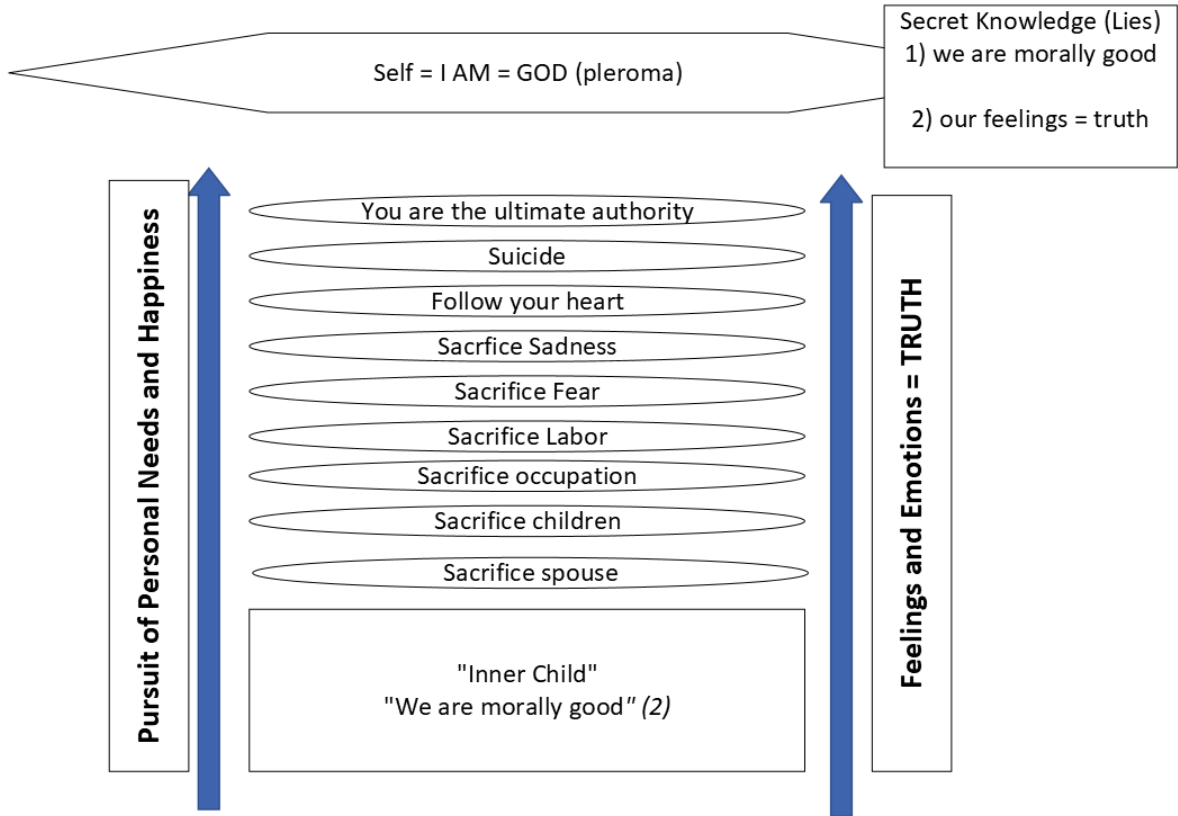 Secret Knowledge (Lies)
1) we are morally good
2) our feelings = truth
Self = I AM = GOD (pleroma)
Pursuit of Personal Needs and Happiness
You are the ultimate authority
Suicide
Follow your heart
Sacrfice Sadness
Sacrifice Fear
Sacrifice Labor
Sacrifice occupation
Sacrifice children
Sacrifice spouse
"Inner Child"
"We are morally good" (2)
Feelings and Emotions = TRUTH